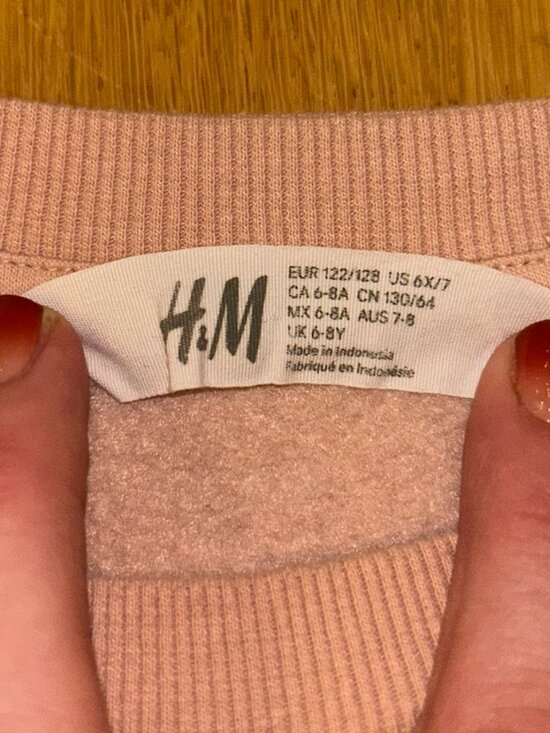 H&M
EUR 122/128 US 6X/7
CA 6-8A CN 130/64
MX 6-8A AUS 7-8
UK 6-8Y
Made in Indonesia
Fabriqué en Indonésie